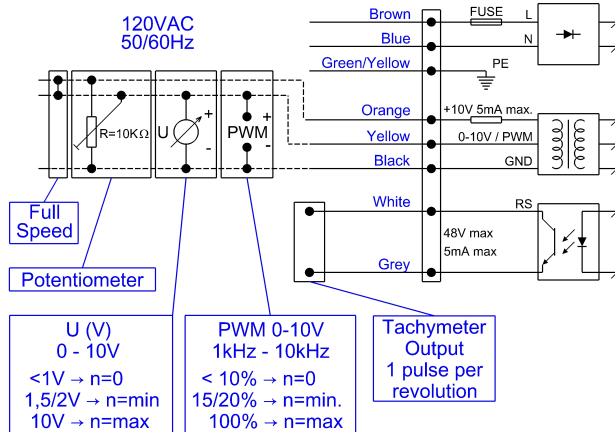 120VAC
50/60Hz
Brown
FUSE
L
Blue
N
Green/Yellow
PE
Orange
+10V 5mA max.
Yellow
0-10V / PWM
Black
GND
R=10KΩ
U
+
-
PWM
+
-
White
RS
48V max
5mA max
Grey
Full
Speed
Potentiometer
U (V)
0 - 10V
<1V → n=0
1,5/2V → n=min
10V → n=max
PWM 0-10V
1kHz - 10kHz
< 10% → n=0
15/20% → n=min.
100% → n=max
Tachymeter
Output
1 pulse per
revolution